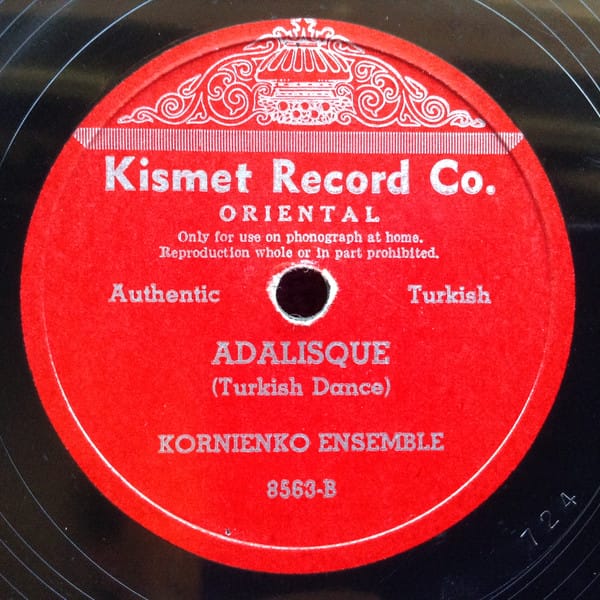 Kismet Record Co.
ORIENTAL
Only for use on phonograph at home.
Reproduction whole or in part prohibited.
Authentic Turkish
ADALISQUE
(Turkish Dance)
KORNIENKO ENSEMBLE
8563-B
724